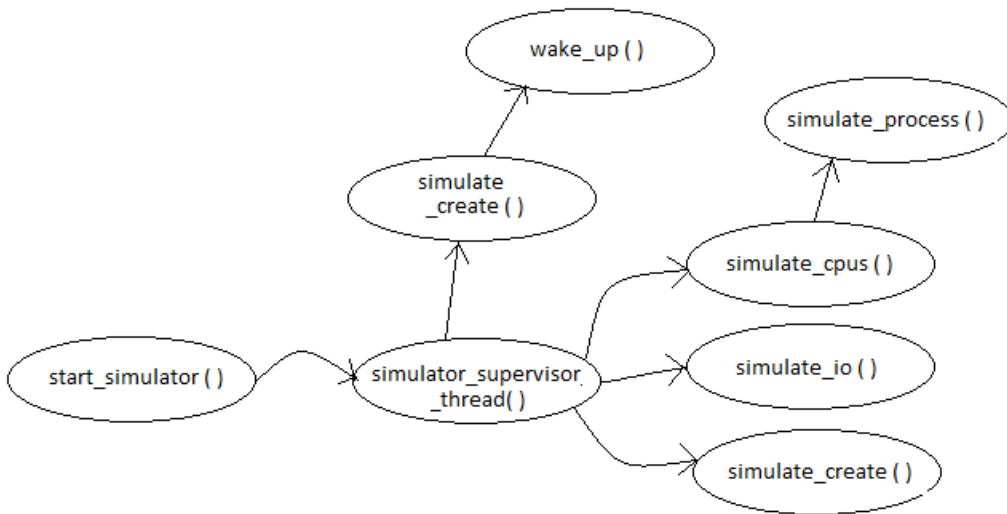 wake_up ( )
simulate_process ( )
simulate
_create ( )
simulate_cpus ( )
start_simulator ( )
simulator_supervisor
_thread( )
simulate_io ( )
simulate_create ( )